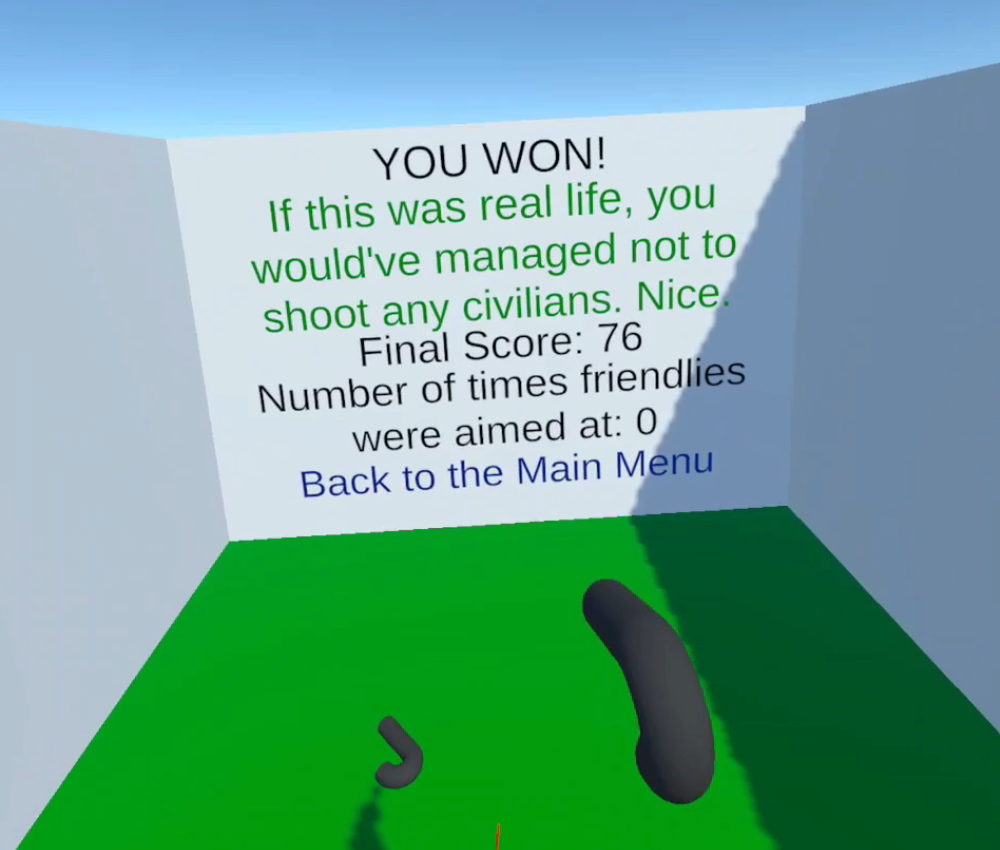 YOU WON!
If this was real life, you
would've managed not to
shoot any civilians. Nice.
Final Score: 76
Number of times friendlies
were aimed at: 0
Back to the Main Menu